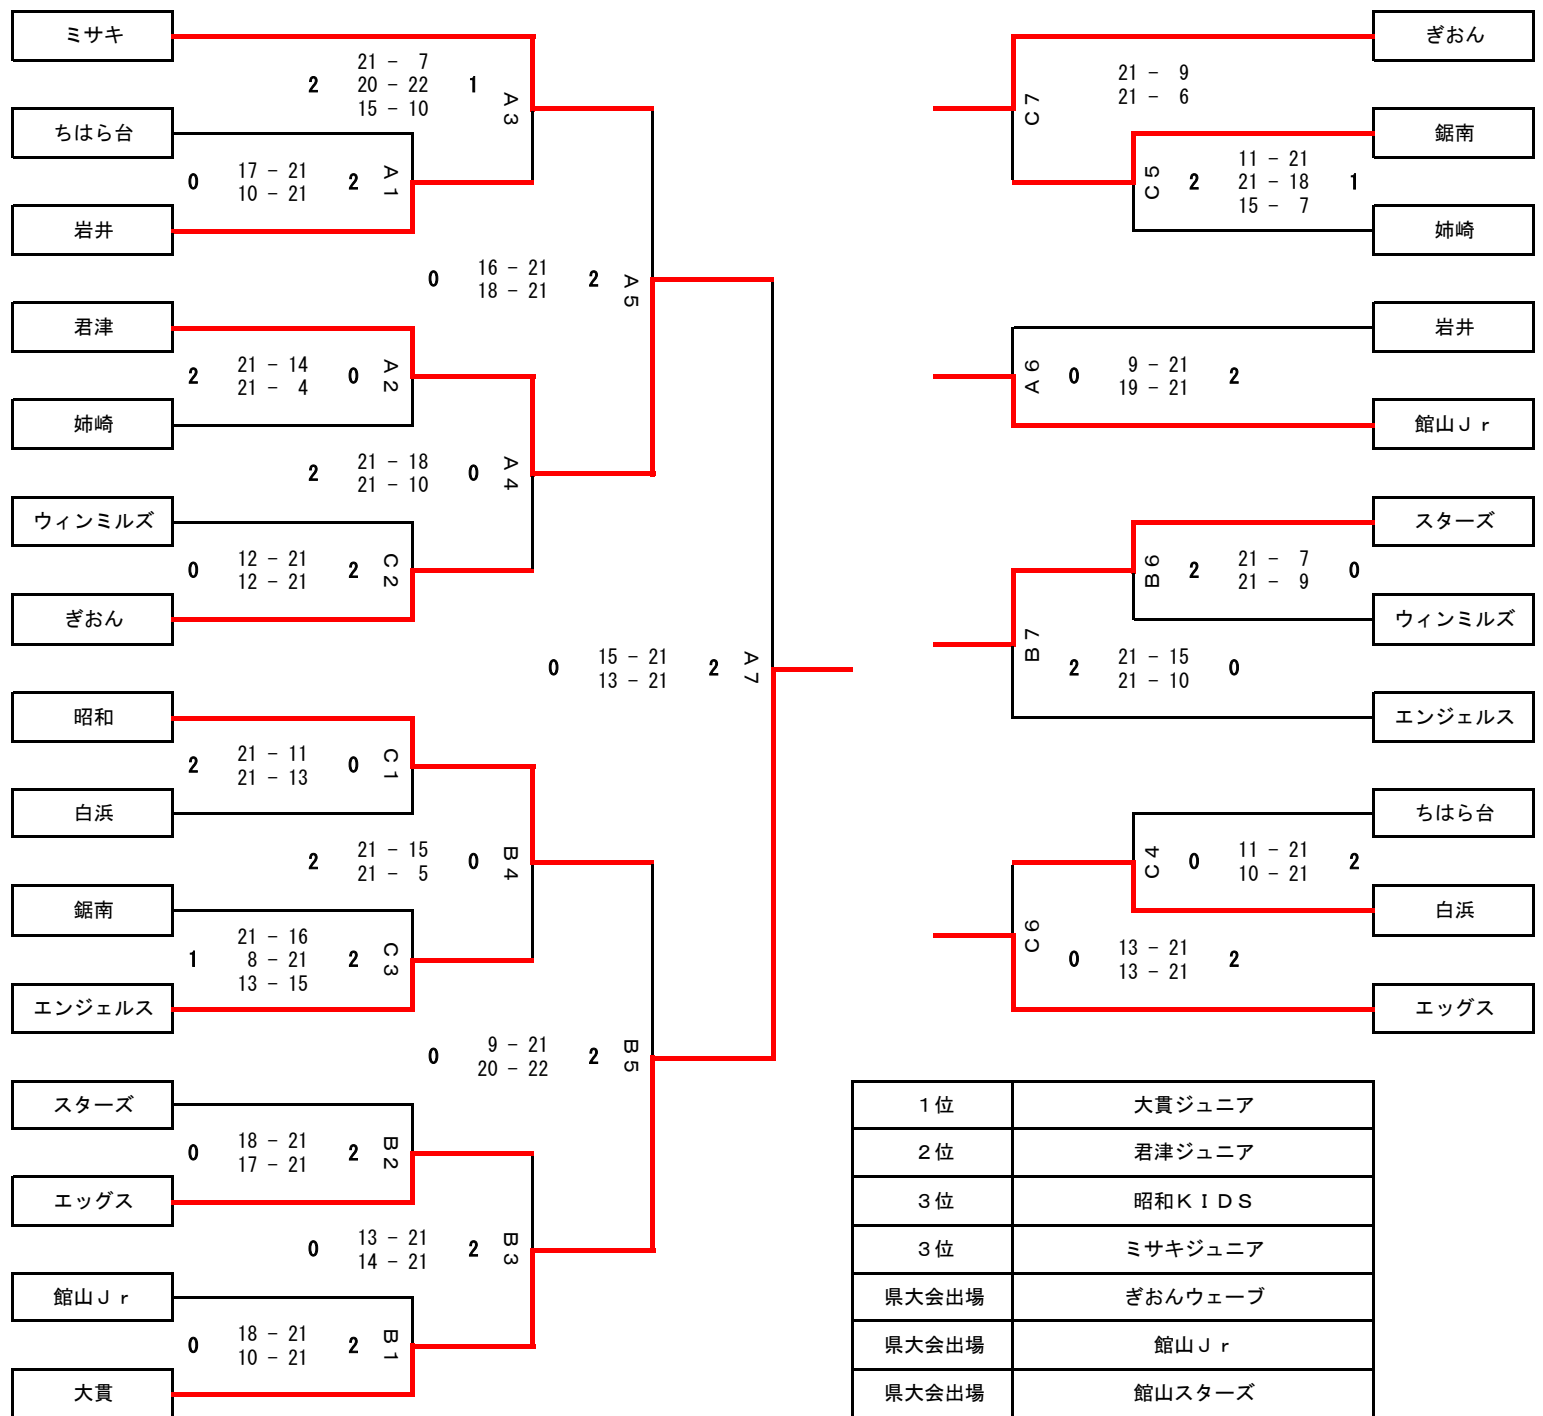 ミサキ
21 － 7
2 20 － 22 1
15 － 10
A3
ちはら台
17 － 21
0 2
10 － 21
A1
岩井
16 － 21
0 2
18 － 21
A5
君津
21 － 14
2 0
21 － 4
A2
姉崎
21 － 18
2 0
21 － 10
A4
ウィンミルズ
12 － 21
0 2
12 － 21
C2
ぎおん
15 － 21
0 2
13 － 21
A7
昭和
21 － 11
2 0
21 － 13
C1
白浜
21 － 15
2 0
21 － 5
B4
鋸南
21 － 16
1 8 － 21 2
13 － 15
C3
エンジェルス
9 － 21
0 2
20 － 22
B5
スターズ
18 － 21
0 2
17 － 21
B2
エッグス
13 － 21
0 2
14 － 21
B3
館山Ｊｒ
18 － 21
0 2
10 － 21
B1
大貫
ぎおん
21 － 9
21 － 6
C7
鋸南
11 － 21
2 21 － 18 1
15 － 7
C5
姉崎
岩井
9 － 21
0 2
19 － 21
A6
館山Ｊｒ
スターズ
21 － 7
2 0
21 － 9
B6
ウィンミルズ
21 － 15
2 0
21 － 10
B7
エンジェルス
ちはら台
11 － 21
0 2
10 － 21
C4
白浜
13 － 21
0 2
13 － 21
C6
エッグス
１位 大貫ジュニア
２位 君津ジュニア
３位 昭和ＫＩＤＳ
３位 ミサキジュニア
県大会出場 ぎおんウェーブ
県大会出場 館山Ｊｒ
県大会出場 館山スターズ